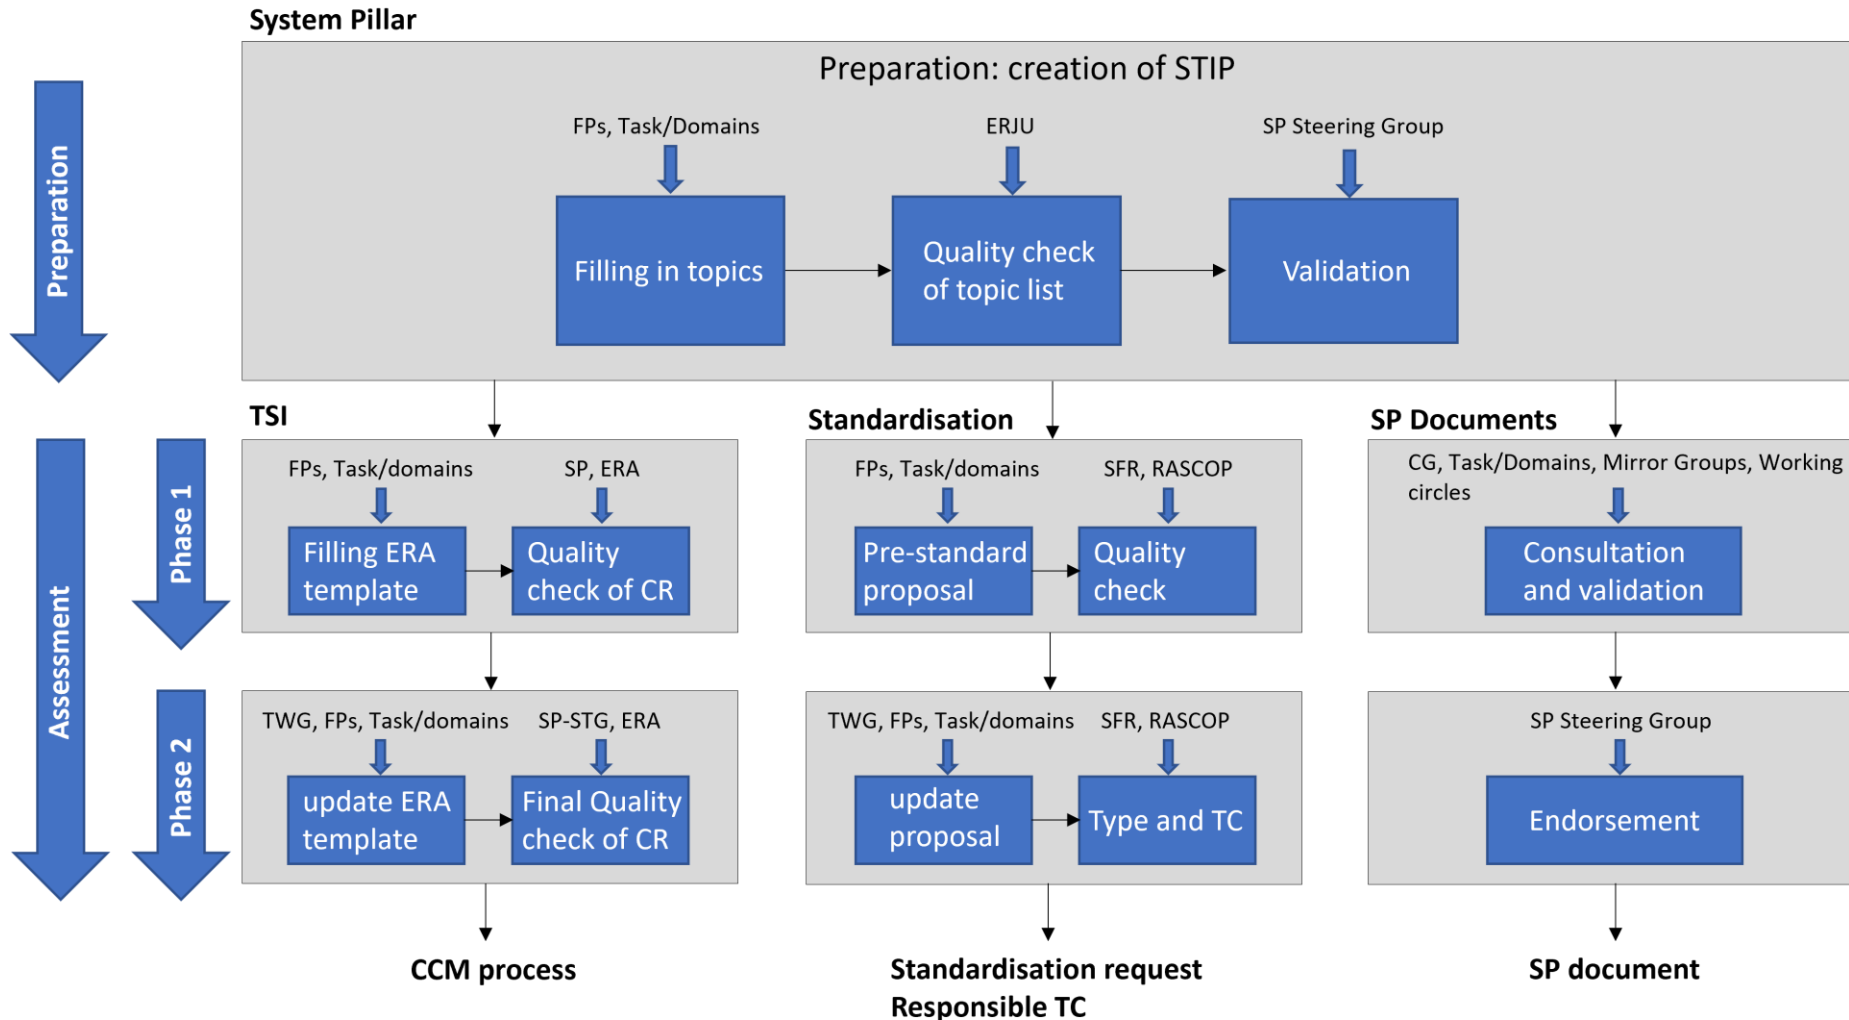 System Pillar
Preparation: creation of STIP
FPs, Task/Domains
ERJU
SP Steering Group
Filling in topics
Quality check
of topic list
Validation
Preparation
TSI
Standardisation
SP Documents
Assessment
Phase 1
FPs, Task/domains
SP, ERA
Filling ERA
template
Quality
check of CR
FPs, Task/domains
SFR, RASCOP
Pre-standard
proposal
Quality
check
CG, Task/Domains, Mirror Groups, Working
circles
Consultation
and validation
Phase 2
TWG, FPs, Task/domains
SP-STG, ERA
update ERA
template
Final Quality
check of CR
TWG, FPs, Task/domains
SFR, RASCOP
update
proposal
Type and TC
SP Steering Group
Endorsement
CCM process
Standardisation request
Responsible TC
SP document